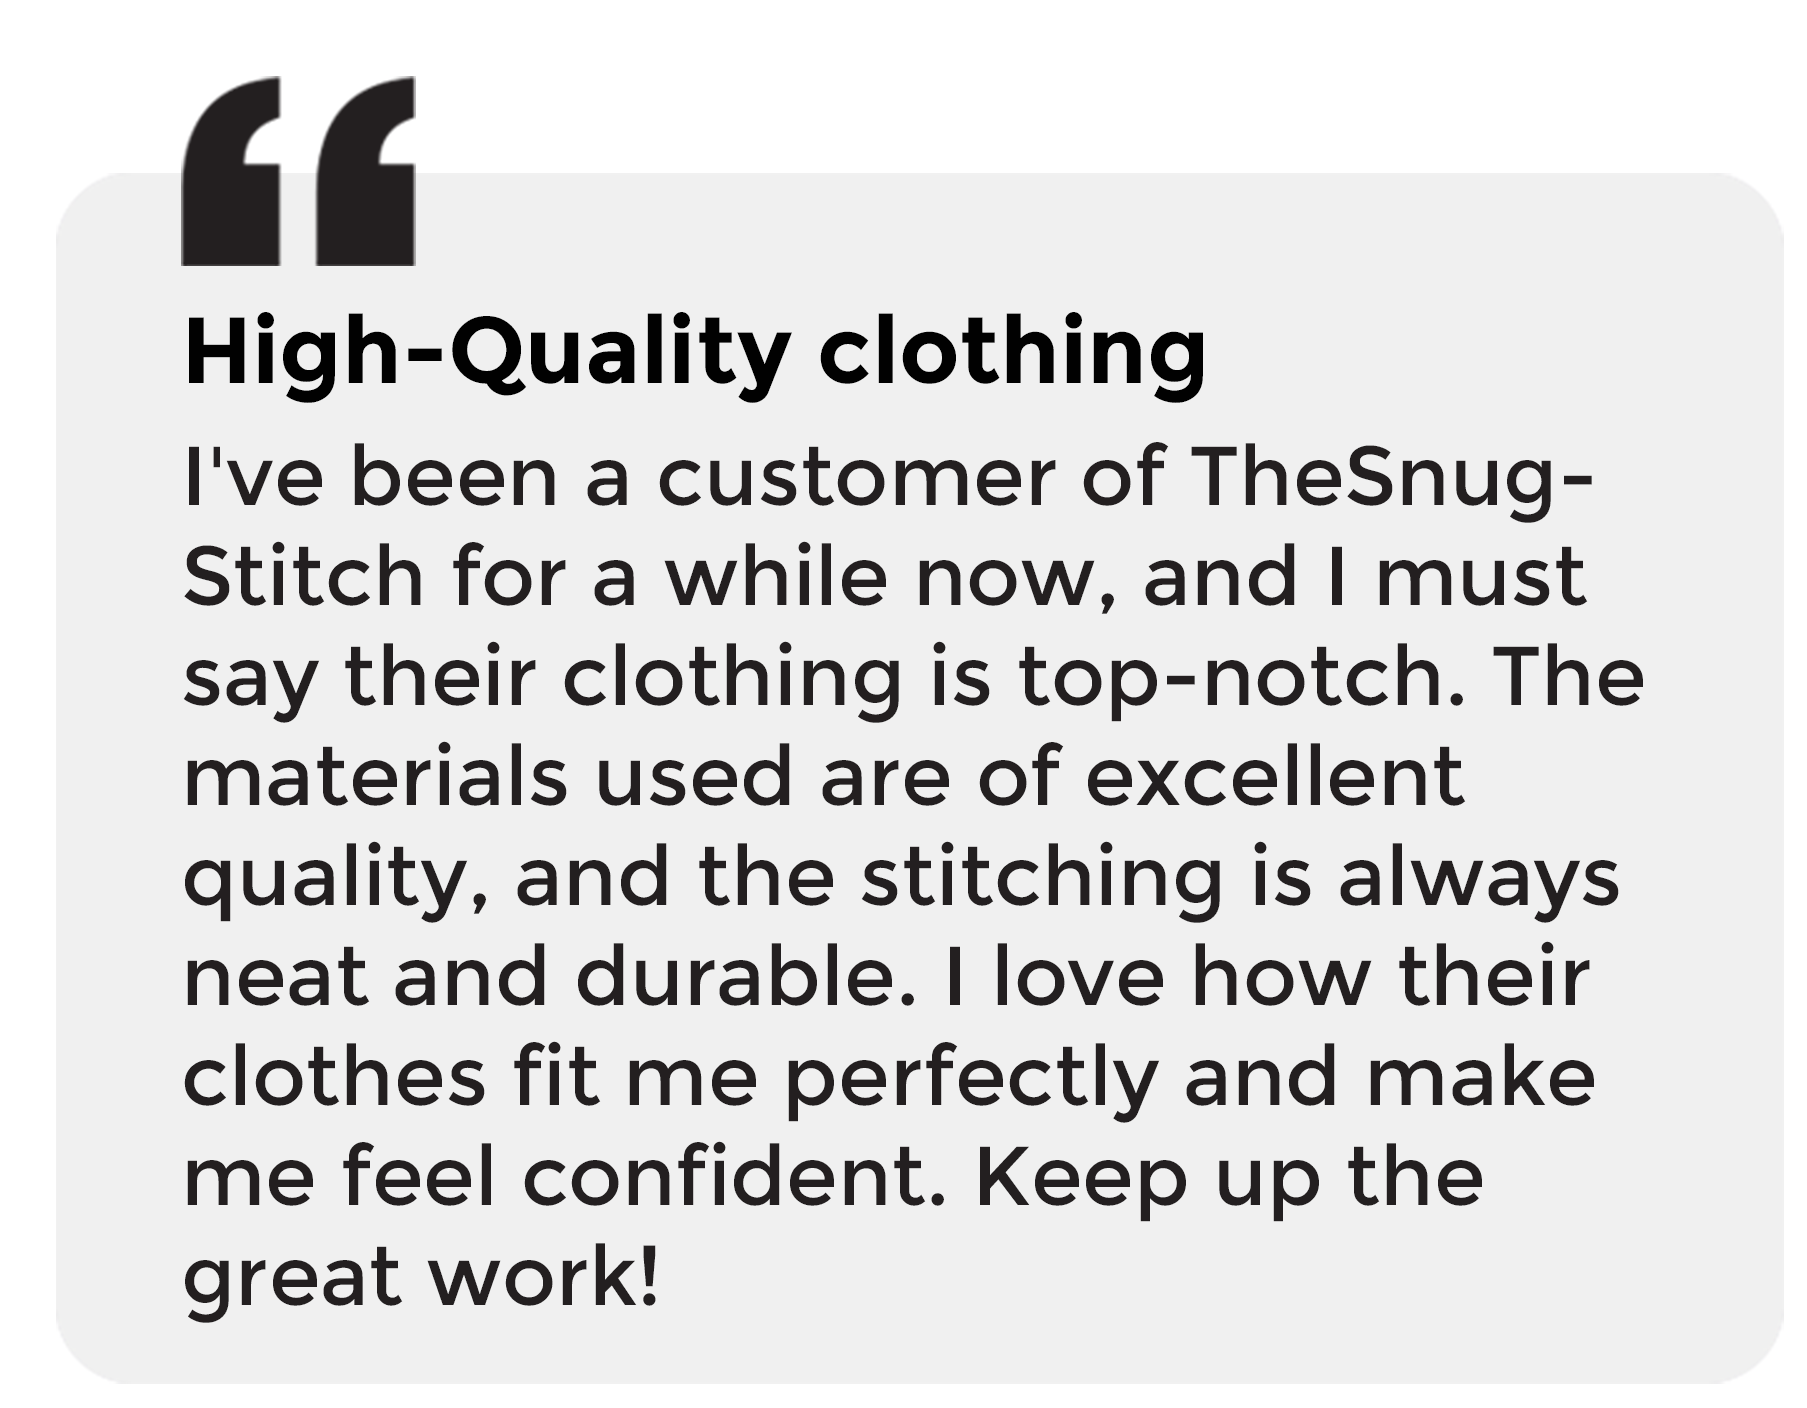 “
High-Quality clothing
I've been a customer of TheSnug-
Stitch for a while now, and I must
say their clothing is top-notch. The
materials used are of excellent
quality, and the stitching is always
neat and durable. I love how their
clothes fit me perfectly and make
me feel confident. Keep up the
great work!